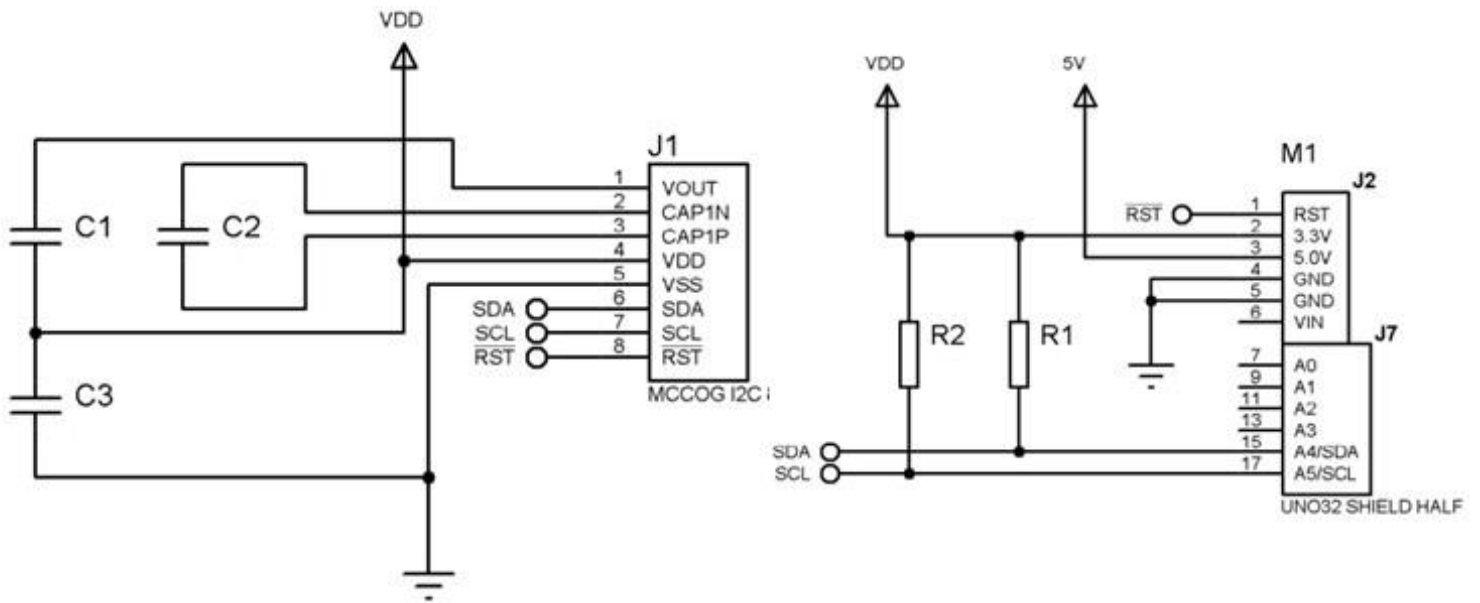 VDD
J1
C1
C2
C3
1 VOUT
2 CAP1N
3 CAP1P
4 VDD
5 VSS
SDA 6 SDA
SCL 7 SCL
RST 8 RST
MCCOG I2C
VDD
5V
M1
J2
RST 1 RST
2 3.3V
3 5.0V
4 GND
5 GND
6 VIN
R2
R1
J7
7 A0
9 A1
11 A2
13 A3
SDA 15 A4/SDA
SCL 17 A5/SCL
UNO32 SHIELD HALF